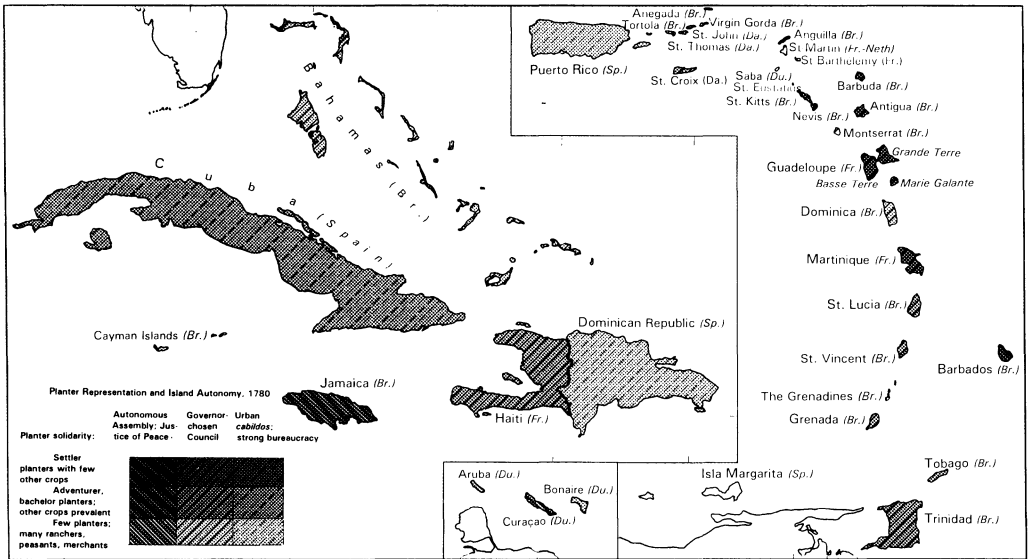 Anegada (Br.)
Tortola (Br.)
Virgin Gorda (Br.)
St. John (Da.)
St. Thomas (Da.)
Anguilla (Br.)
St Martin (Fr.-Neth)
St Barthelemy (Fr.)
Puerto Rico (Sp.)
St. Croix (Da.)
Saba (Du.)
St. Eustatius
St. Kitts (Br.)
Barbuda (Br.)
Nevis (Br.)
Antigua (Br.)
Montserrat (Br.)
Grande Terre
Guadeloupe (Fr.)
Basse Terre
Marie Galante
Dominica (Br.)
Martinique (Fr.)
St. Lucia (Br.)
St. Vincent (Br.)
Barbados (Br.)
The Grenadines (Br.)
Grenada (Br.)
Bahamas (Br.)
Cuba (Spain)
Cayman Islands (Br.)
Dominican Republic (Sp.)
Jamaica (Br.)
Haiti (Fr.)
Planter Representation and Island Autonomy, 1780
Autonomous Governor- Urban
Assembly; Jus- chosen cabildos;
Planter solidarity: tice of Peace · Council strong bureaucracy
Settler
planters with few
other crops
Adventurer,
bachelor planters;
other crops prevalent
Few planters;
many ranchers,
peasants, merchants
Aruba (Du.)
Bonaire (Du.)
Curaçao (Du.)
Isla Margarita (Sp.)
Tobago (Br.)
Trinidad (Br.)